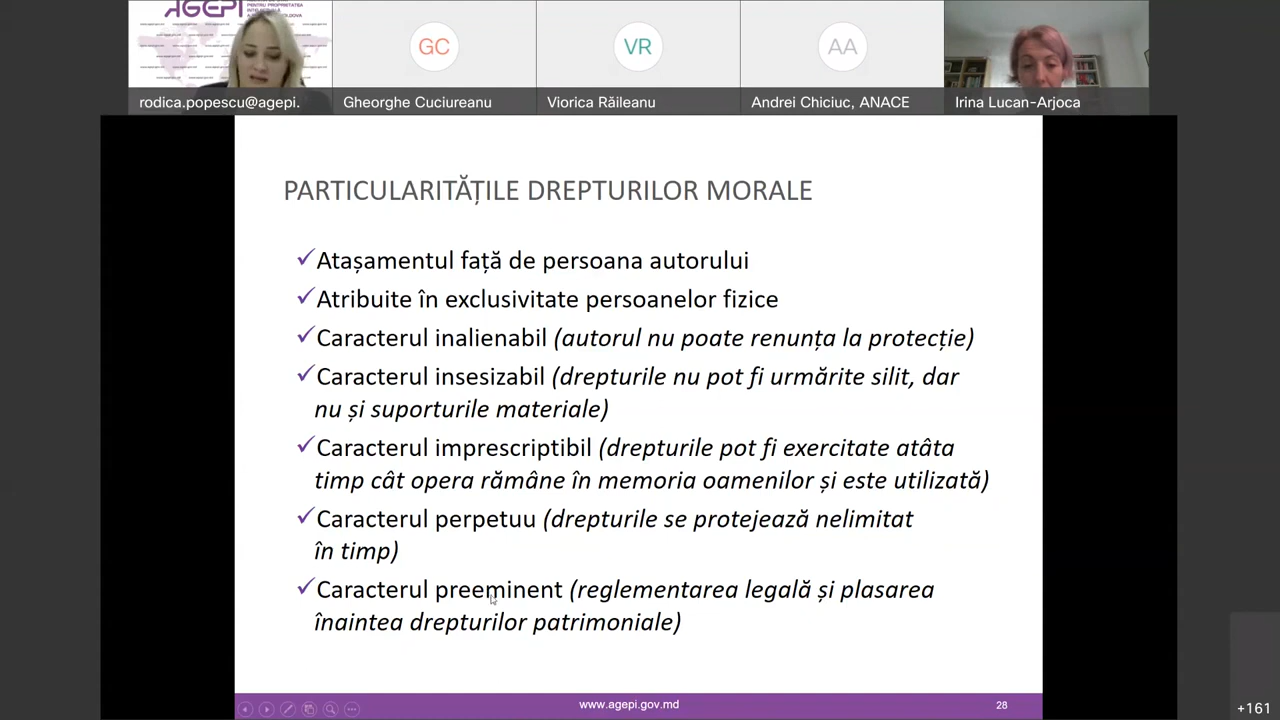 AGEPI
PENTRU PROPRIETATEA
GC
VR
AA
rodica.popescu@agepi.
Gheorghe Cuciureanu
Viorica Răileanu
Andrei Chiciuc, ANACE
Irina Lucan-Arjoca
PARTICULARITĂȚILE DREPTURILOR MORALE
✓Atașamentul față de persoana autorului
✓Atribuite în exclusivitate persoanelor fizice
✓Caracterul inalienabil (autorul nu poate renunța la protecție)
✓Caracterul insesizabil (drepturile nu pot fi urmărite silit, dar
nu și suporturile materiale)
✓Caracterul imprescriptibil (drepturile pot fi exercitate atâta
timp cât opera rămâne în memoria oamenilor și este utilizată)
✓Caracterul perpetuu (drepturile se protejează nelimitat
în timp)
✓Caracterul preeminent (reglementarea legală și plasarea
înaintea drepturilor patrimoniale)
www.agepi.gov.md
28
+161